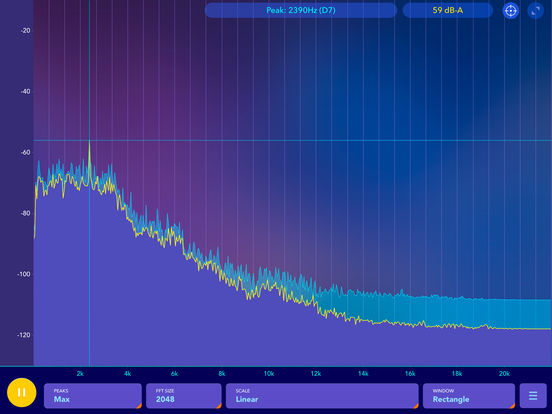 Peak: 2390Hz (D7)
59 dB-A
-20
-40
-60
-80
-100
-120
2k
4k
6k
8k
10k
12k
14k
16k
18k
20k
PEAKS
Max
FFT SIZE
2048
SCALE
Linear
WINDOW
Rectangle